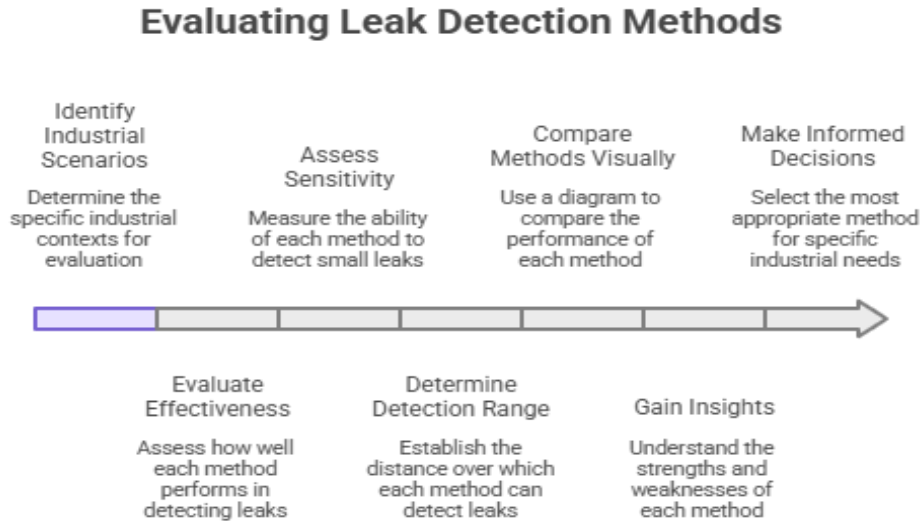 Evaluating Leak Detection Methods
Identify
Industrial
Scenarios
Determine the
specific industrial
contexts for
evaluation
Evaluate
Effectiveness
Assess how well
each method
performs in
detecting leaks
Assess
Sensitivity
Measure the ability
of each method to
detect small leaks
Determine
Detection Range
Establish the
distance over which
each method can
detect leaks
Compare
Methods Visually
Use a diagram to
compare the
performance of
each method
Gain Insights
Understand the
strengths and
weaknesses of
each method
Make Informed
Decisions
Select the most
appropriate method
for specific
industrial needs